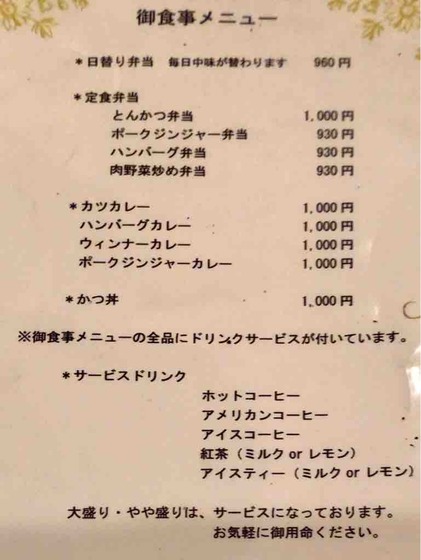 御食事メニュー
＊日替り弁当　毎日中味が替わります　960円
＊定食弁当
とんかつ弁当　1,000円
ポークジンジャー弁当　930円
ハンバーグ弁当　930円
肉野菜炒め弁当　930円
＊カツカレー　1,000円
ハンバーグカレー　1,000円
ウィンナーカレー　1,000円
ポークジンジャーカレー　1,000円
＊かつ丼　1,000円
※御食事メニューの全品にドリンクサービスが付いています。
＊サービスドリンク
ホットコーヒー
アメリカンコーヒー
アイスコーヒー
紅茶（ミルク or レモン）
アイスティー（ミルク or レモン）
大盛り・やや盛りは、サービスになっております。
お気軽に御用命ください。